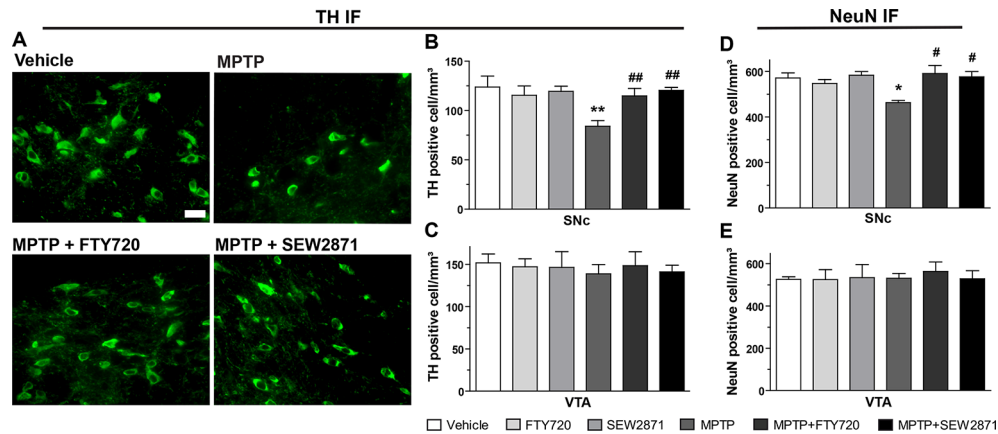 TH IF
NeuN IF
A
Vehicle
MPTP
MPTP + FTY720
MPTP + SEW2871
B
TH positive cell/mm³
150
100
50
0
**
##
##
SNc
C
TH positive cell/mm³
150
100
50
0
VTA
D
NeuN positive cell/mm³
600
400
200
0
*
#
#
SNc
E
NeuN positive cell/mm³
600
400
200
0
VTA
Vehicle FTY720 SEW2871 MPTP MPTP+FTY720 MPTP+SEW2871